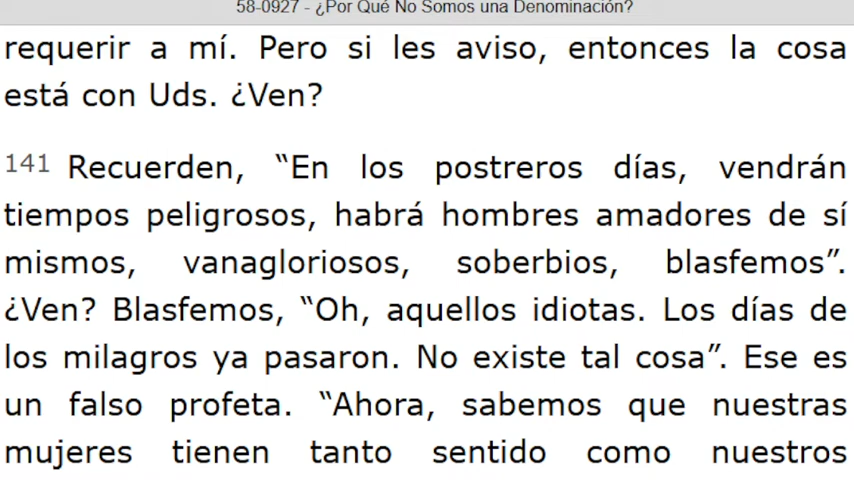 58-0927 - ¿Por Qué No Somos una Denominación?
requerir a mí. Pero si les aviso, entonces la cosa
está con Uds. ¿Ven?
141 Recuerden, “En los postreros días, vendrán
tiempos peligrosos, habrá hombres amadores de sí
mismos, vanagloriosos, soberbios, blasfemos”.
¿Ven? Blasfemos, “Oh, aquellos idiotas. Los días de
los milagros ya pasaron. No existe tal cosa”. Ese es
un falso profeta. “Ahora, sabemos que nuestras
mujeres tienen tanto sentido como nuestros